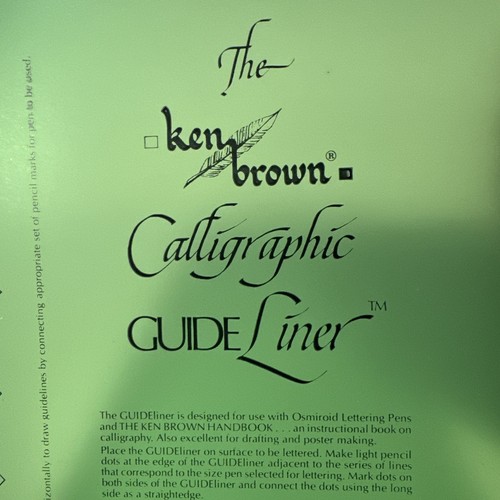 The
ken
brown®
Calligraphic
GUIDELiner™
The GUIDEliner is designed for use with Osmiroid Lettering Pens
and THE KEN BROWN HANDBOOK . . . an instructional book on
calligraphy. Also excellent for drafting and poster making.
Place the GUIDEliner on surface to be lettered. Make light pencil
dots at the edge of the GUIDEliner adjacent to the series of lines
that correspond to the size pen selected for lettering. Mark dots on
both sides of the GUIDEliner and connect the dots using the long
side as a straightedge.
zontally to draw guidelines by connecting appropriate set of pencil marks for pen to be used.